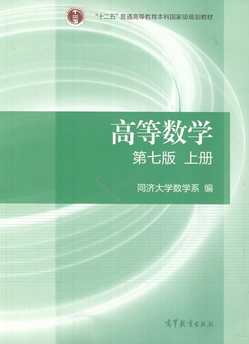 "十二五"普通高等教育本科国家级规划教材
高等数学
第七版 上册
同济大学数学系 编
高等教育出版社